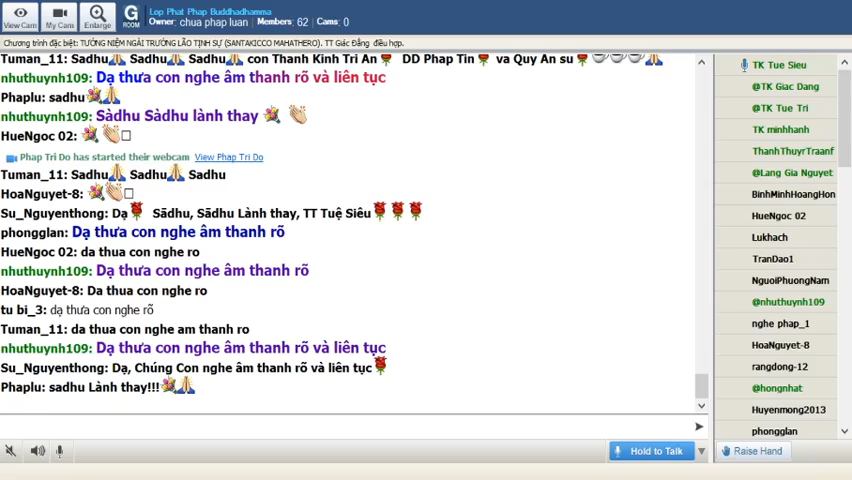 View Cam
My Cam
Enlarge
G
ROOM
Lop Phat Phap Buddhadhamma
Owner: chua phap luan Members: 62 Cams: 0
Chương trình đặc biệt: TƯỞNG NIỆM NGÀI TRƯỞNG LÃO TỊNH SỰ (SANTAKICCO MAHATHERO). TT Giác Đẳng điều hợp.
Tuman_11: Sadhu Sadhu Sadhu con Thanh Kinh Tri An DD Phap Tin va Quy An su
nhuthuynh109: Dạ thưa con nghe âm thanh rõ và liên tục
Phaplu: sadhu
nhuthuynh109: Sàdhu Sàdhu lành thay
HueNgoc 02:
Phap Tri Do has started their webcam View Phap Tri Do
Tuman_11: Sadhu Sadhu Sadhu
HoaNguyet-8:
Su_Nguyenthong: Dạ Sādhu, Sādhu Lành thay, TT Tuệ Siêu
phongglan: Dạ thưa con nghe âm thanh rõ
HueNgoc 02: da thua con nghe ro
nhuthuynh109: Dạ thưa con nghe âm thanh rõ
HoaNguyet-8: Da thua con nghe ro
tu bi_3: dạ thưa con nghe rõ
Tuman_11: da thua con nghe am thanh ro
nhuthuynh109: Dạ thưa con nghe âm thanh rõ và liên tục
Su_Nguyenthong: Dạ, Chúng Con nghe âm thanh rõ và liên tục
Phaplu: sadhu Lành thay!!!
Hold to Talk
TK Tue Sieu
@TK Giac Dang
@TK Tue Tri
TK minhhanh
ThanhThuyrTraanf
@Lang Gia Nguyet
BinhMinhHoangHon
HueNgoc 02
Lukhach
TranDao1
NguoiPhuongNam
@nhuthuynh109
nghe phap_1
HoaNguyet-8
rangdong-12
@hongnhat
Huyenmong2013
phongglan
Raise Hand